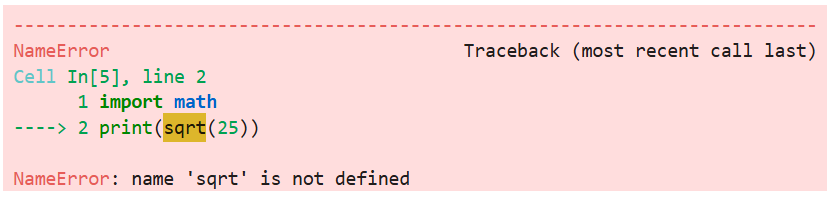 ---------------------------------------------------------------------------
NameError                                 Traceback (most recent call last)
Cell In[5], line 2
      1 import math
----> 2 print(sqrt(25))

NameError: name 'sqrt' is not defined